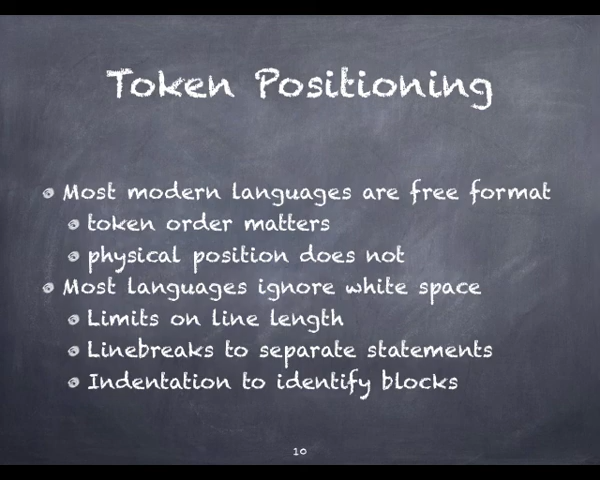 Token Positioning
Most modern languages are free format
token order matters
physical position does not
Most languages ignore white space
Limits on line length
Linebreaks to separate statements
Indentation to identify blocks
10